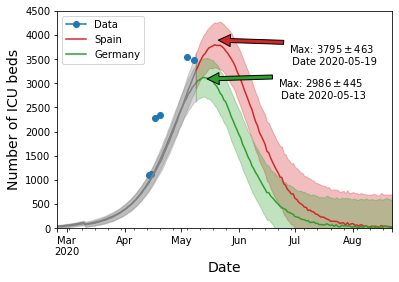 4500
4000
3500
3000
2500
2000
1500
1000
500
0
Number of ICU beds
Data
Spain
Germany
Max: 3795 ± 463
Date 2020-05-19
Max: 2986 ± 445
Date 2020-05-13
Mar Apr May Jun Jul Aug
2020
Date